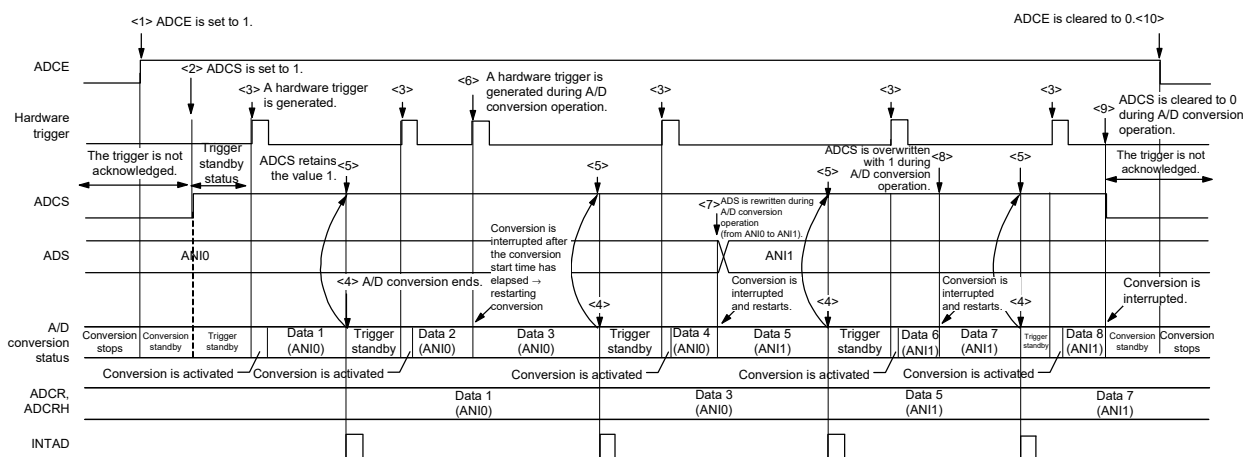 <1> ADCE is set to 1.
ADCE is cleared to 0.<10>
ADCE
<2> ADCS is set to 1.
<3> A hardware trigger
is generated.
<3>
<6> A hardware trigger is
generated during A/D
conversion operation.
<3>
<3>
<3>
<9> ADCS is cleared to 0
during A/D conversion
operation.
Hardware
trigger
The trigger is not
acknowledged.
Trigger
standby
status
ADCS retains
the value 1.
<5>
<5>
ADCS is overwritten
with 1 during
A/D conversion
operation.
<5>
<8>
<5>
The trigger is not
acknowledged.
ADCS
<7> ADS is rewritten during
A/D conversion
operation
(from ANI0 to ANI1).
ADS
ANI0
ANI1
Conversion is
interrupted after
the conversion
start time has
elapsed →
restarting
conversion
<4> A/D conversion ends.
<4>
Conversion is
interrupted
and restarts.
<4>
Conversion is
interrupted
and restarts.
<4>
Conversion is
interrupted.
A/D
conversion
status
Conversion
stops
Conversion
standby
Trigger
standby
Data 1
(ANI0)
Trigger
standby
Data 2
(ANI0)
Data 3
(ANI0)
Trigger
standby
Data 4
(ANI0)
Data 5
(ANI1)
Trigger
standby
Data 6
(ANI1)
Data 7
(ANI1)
Trigger
standby
Data 8
(ANI1)
Conversion
standby
Conversion
stops
Conversion is activated
Conversion is activated
Conversion is activated
Conversion is activated
Conversion is activated
ADCR,
ADCRH
Data 1
(ANI0)
Data 3
(ANI0)
Data 5
(ANI1)
Data 7
(ANI1)
INTAD